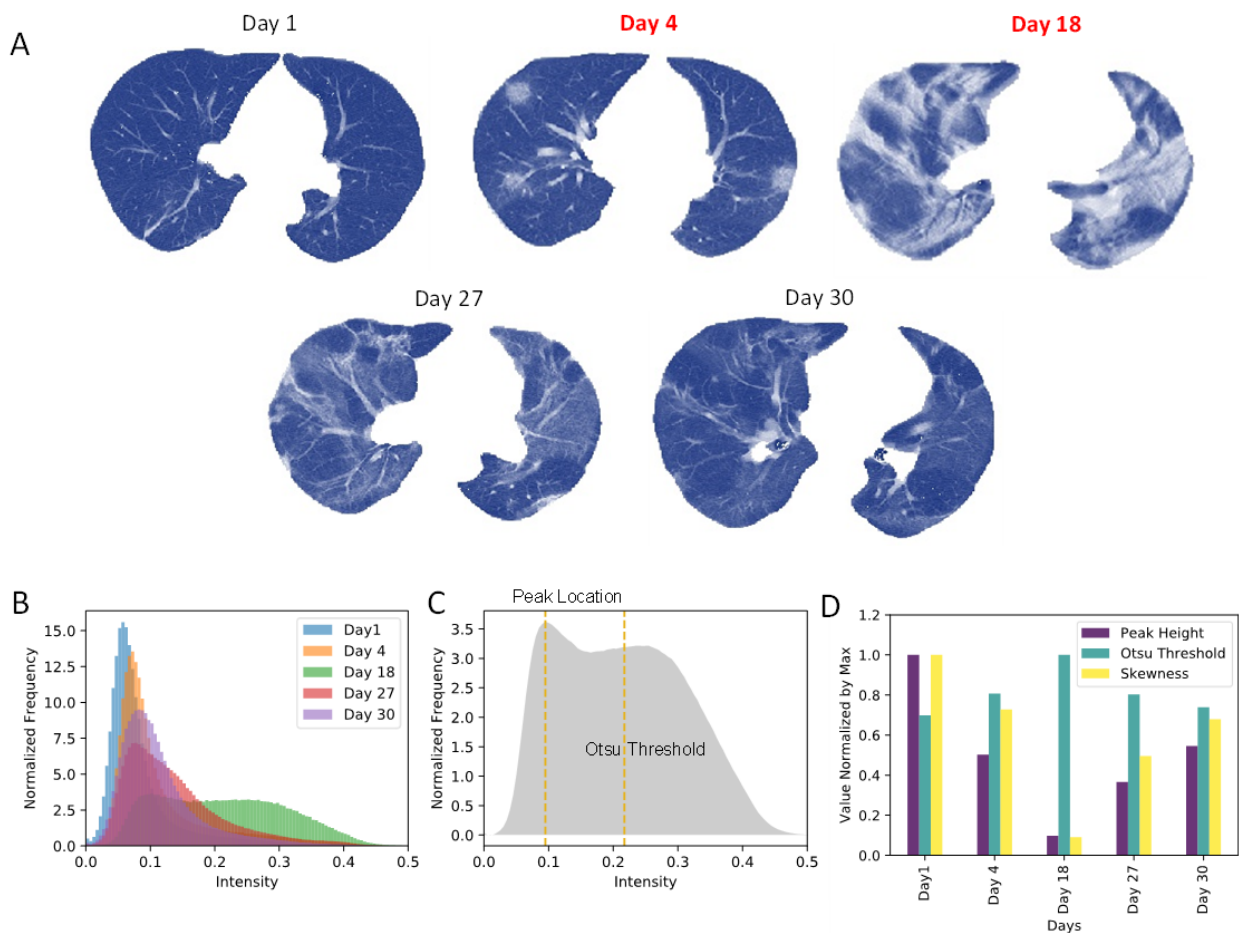 A
Day 1
Day 4
Day 18
Day 27
Day 30
B
Normalized Frequency
15.0
12.5
10.0
7.5
5.0
2.5
0.0
0.0 0.1 0.2 0.3 0.4 0.5
Intensity
Day1
Day 4
Day 18
Day 27
Day 30
C
Peak Location
Normalized Frequency
3.5
3.0
2.5
2.0
1.5
1.0
0.5
0.0
Otsu Threshold
0.0 0.1 0.2 0.3 0.4 0.5
Intensity
D
Value Normalized by Max
1.2
1.0
0.8
0.6
0.4
0.2
0.0
Peak Height
Otsu Threshold
Skewness
Day1
Day 4
Day 18
Day 27
Day 30
Days